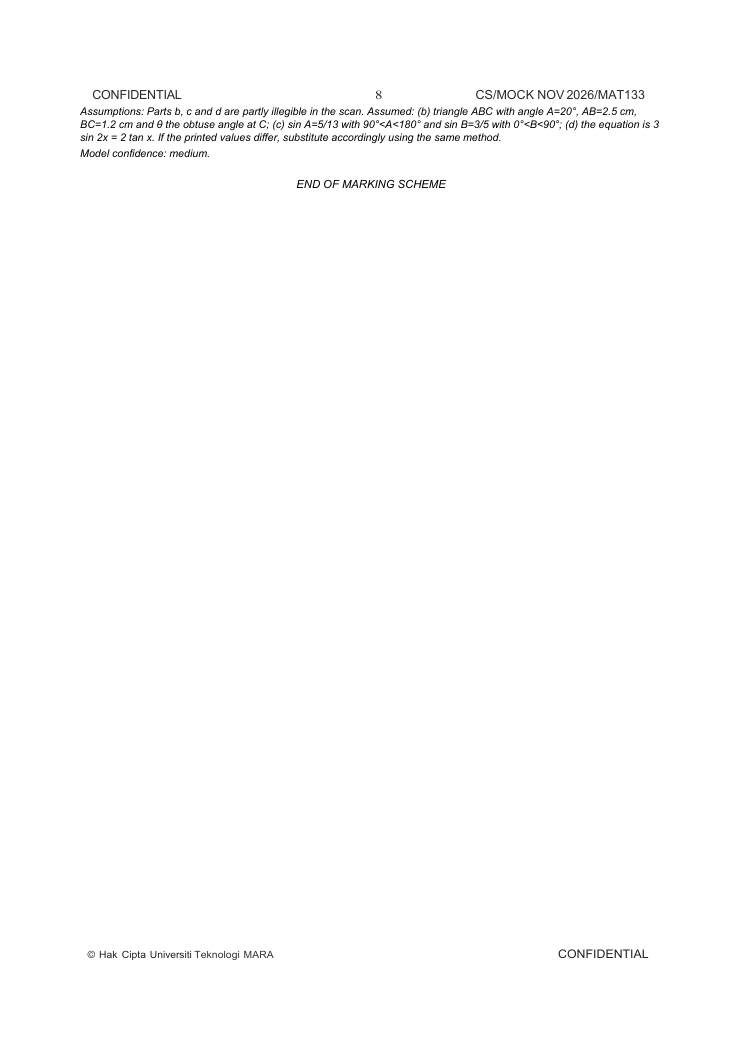 CONFIDENTIAL 8 CS/MOCK NOV 2026/MAT133
Assumptions: Parts b, c and d are partly illegible in the scan. Assumed: (b) triangle ABC with angle A=20°, AB=2.5 cm,
BC=1.2 cm and θ the obtuse angle at C; (c) sin A=5/13 with 90°<A<180° and sin B=3/5 with 0°<B<90°; (d) the equation is 3
sin 2x = 2 tan x. If the printed values differ, substitute accordingly using the same method.
Model confidence: medium.
END OF MARKING SCHEME
© Hak Cipta Universiti Teknologi MARA CONFIDENTIAL